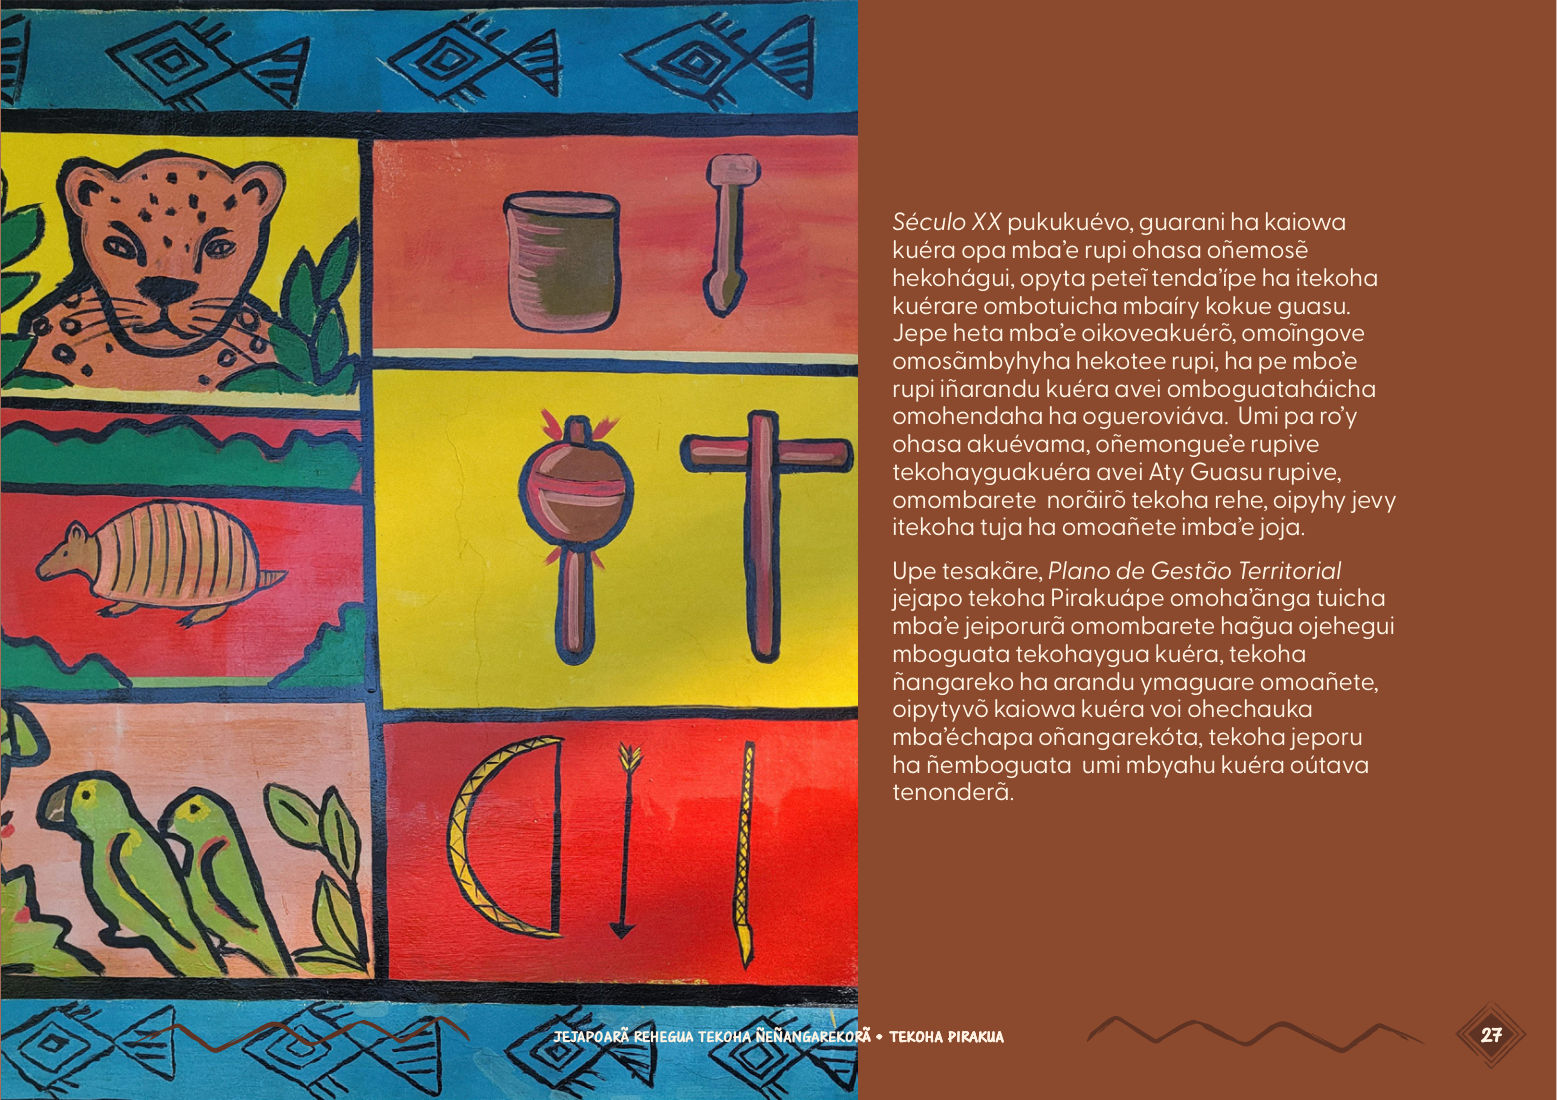 Século XX pukukuévo, guarani ha kaiowa
kuéra opa mba’e rupi ohasa oñemosẽ
hekohágui, opyta peteĩ tenda’ípe ha itekoha
kuérare ombotuicha mbaíry kokue guasu.
Jepe heta mba’e oikoveakuérõ, omoĩngove
omosãmbyhyha hekotee rupi, ha pe mbo’e
rupi iñarandu kuéra avei omboguataháicha
omohendaha ha ogueroviáva.  Umi pa ro’y
ohasa akuévama, oñemongue’e rupive
tekohayguakuéra avei Aty Guasu rupive,
omombarete  norãirõ tekoha rehe, oipyhy jevy
itekoha tuja ha omoañete imba’e joja.
Upe tesakãre, Plano de Gestão Territorial
jejapo tekoha Pirakuápe omoha’ãnga tuicha
mba’e jeiporurã omombarete hag̃ua ojehegui
mboguata tekohaygua kuéra, tekoha
ñangareko ha arandu ymaguare omoañete,
oipytyvõ kaiowa kuéra voi ohechauka
mba’échapa oñangarekóta, tekoha jeporu
ha ñemboguata  umi mbyahu kuéra oútava
tenonderã.
JEJAPOARÃ REHEGUA TEKOHA ÑEÑANGAREKORÃ • TEKOHA PIRAKUA
27